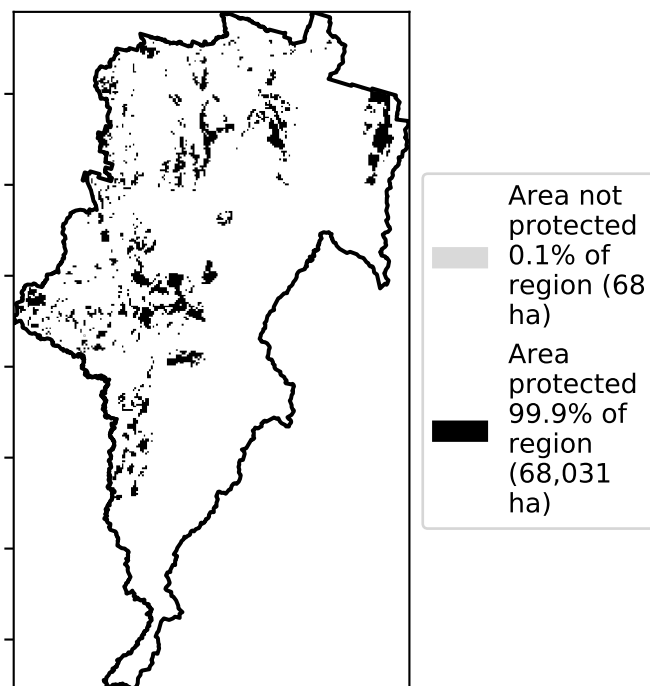 Area not
protected
0.1% of
region (68
ha)
Area
protected
99.9% of
region
(68,031
ha)